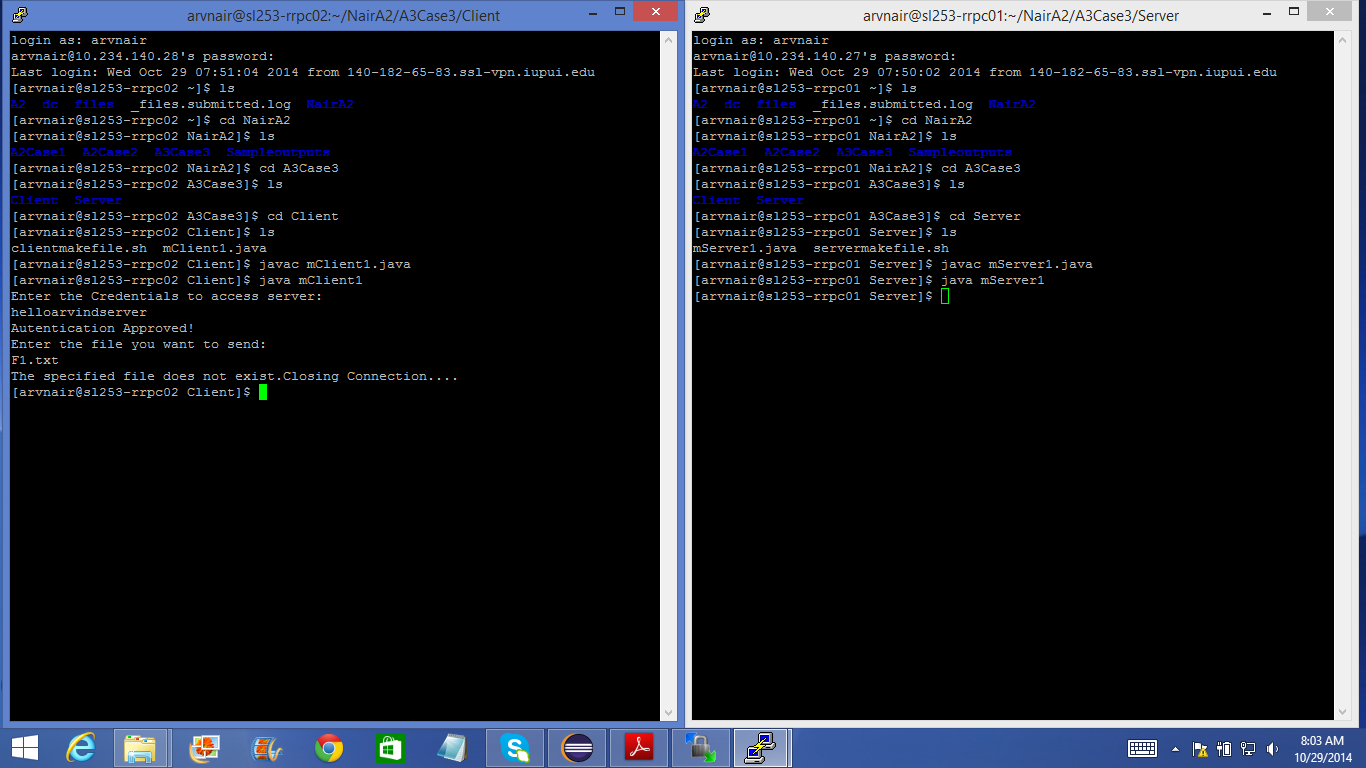 arvnair@sl253-rrpc02:~/NairA2/A3Case3/Client
login as: arvnair
arvnair@10.234.140.28's password:
Last login: Wed Oct 29 07:51:04 2014 from 140-182-65-83.ssl-vpn.iupui.edu
[arvnair@sl253-rrpc02 ~]$ ls
A2 dc files _files.submitted.log NairA2
[arvnair@sl253-rrpc02 ~]$ cd NairA2
[arvnair@sl253-rrpc02 NairA2]$ ls
A2Case1 A2Case2 A3Case3 Sampleoutputs
[arvnair@sl253-rrpc02 NairA2]$ cd A3Case3
[arvnair@sl253-rrpc02 A3Case3]$ ls
Client Server
[arvnair@sl253-rrpc02 A3Case3]$ cd Client
[arvnair@sl253-rrpc02 Client]$ ls
clientmakefile.sh mClient1.java
[arvnair@sl253-rrpc02 Client]$ javac mClient1.java
[arvnair@sl253-rrpc02 Client]$ java mClient1
Enter the Credentials to access server:
helloarvindserver
Autentication Approved!
Enter the file you want to send:
F1.txt
The specified file does not exist.Closing Connection....
[arvnair@sl253-rrpc02 Client]$
arvnair@sl253-rrpc01:~/NairA2/A3Case3/Server
login as: arvnair
arvnair@10.234.140.27's password:
Last login: Wed Oct 29 07:50:02 2014 from 140-182-65-83.ssl-vpn.iupui.edu
[arvnair@sl253-rrpc01 ~]$ ls
A2 dc files _files.submitted.log NairA2
[arvnair@sl253-rrpc01 ~]$ cd NairA2
[arvnair@sl253-rrpc01 NairA2]$ ls
A2Case1 A2Case2 A3Case3 Sampleoutputs
[arvnair@sl253-rrpc01 NairA2]$ cd A3Case3
[arvnair@sl253-rrpc01 A3Case3]$ ls
Client Server
[arvnair@sl253-rrpc01 A3Case3]$ cd Server
[arvnair@sl253-rrpc01 Server]$ ls
mServer1.java servermakefile.sh
[arvnair@sl253-rrpc01 Server]$ javac mServer1.java
[arvnair@sl253-rrpc01 Server]$ java mServer1
[arvnair@sl253-rrpc01 Server]$
8:03 AM
10/29/2014